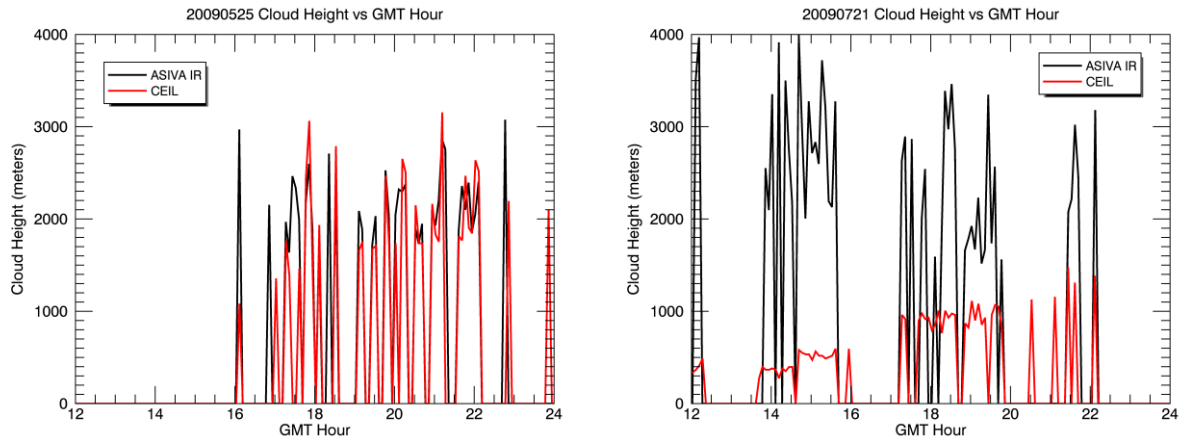 20090525 Cloud Height vs GMT Hour
4000
3000
2000
1000
0
Cloud Height (meters)
ASIVA IR
CEIL
12 14 16 18 20 22 24
GMT Hour
20090721 Cloud Height vs GMT Hour
4000
3000
2000
1000
0
Cloud Height (meters)
ASIVA IR
CEIL
12 14 16 18 20 22 24
GMT Hour